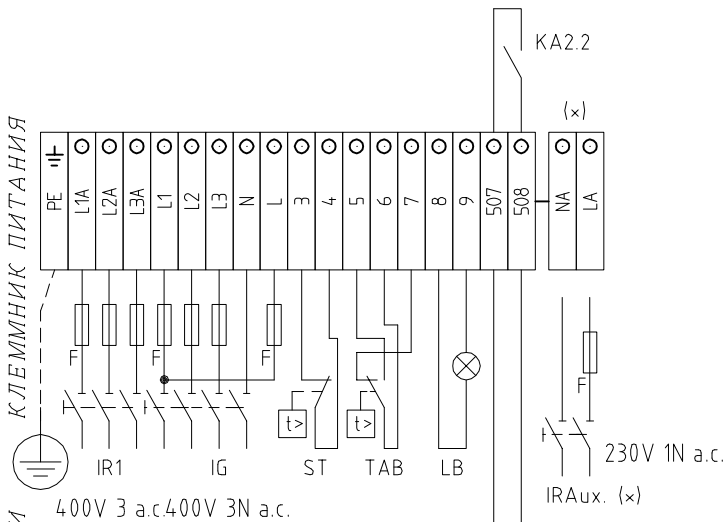 KA2.2
(x)
КЛЕММНИК ПИТАНИЯ
PE L1A L2A L3A L1 L2 L3 N L 3 4 5 6 7 8 9 507 508 NA LA
F F F F
t> t>
IR1 IG ST TAB LB 230V 1N a.c.
IRAux. (x)
400V 3 a.c.400V 3N a.c.